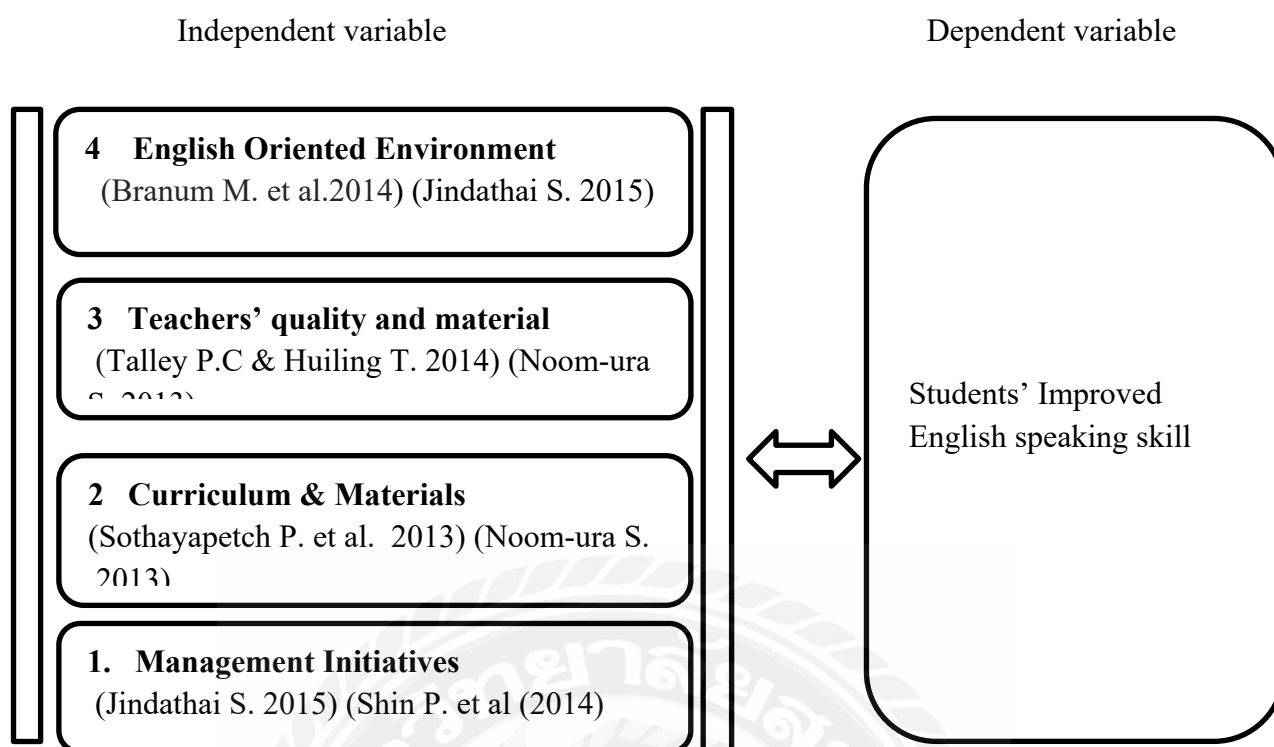 Independent variable
Dependent variable
4 English Oriented Environment
(Branum M. et al.2014) (Jindathai S. 2015)
3 Teachers’ quality and material
(Talley P.C & Huiling T. 2014) (Noom-ura
S. 2013)
2 Curriculum & Materials
(Sothayapetch P. et al. 2013) (Noom-ura S.
2013)
1. Management Initiatives
(Jindathai S. 2015) (Shin P. et al (2014)
Students’ Improved
English speaking skill